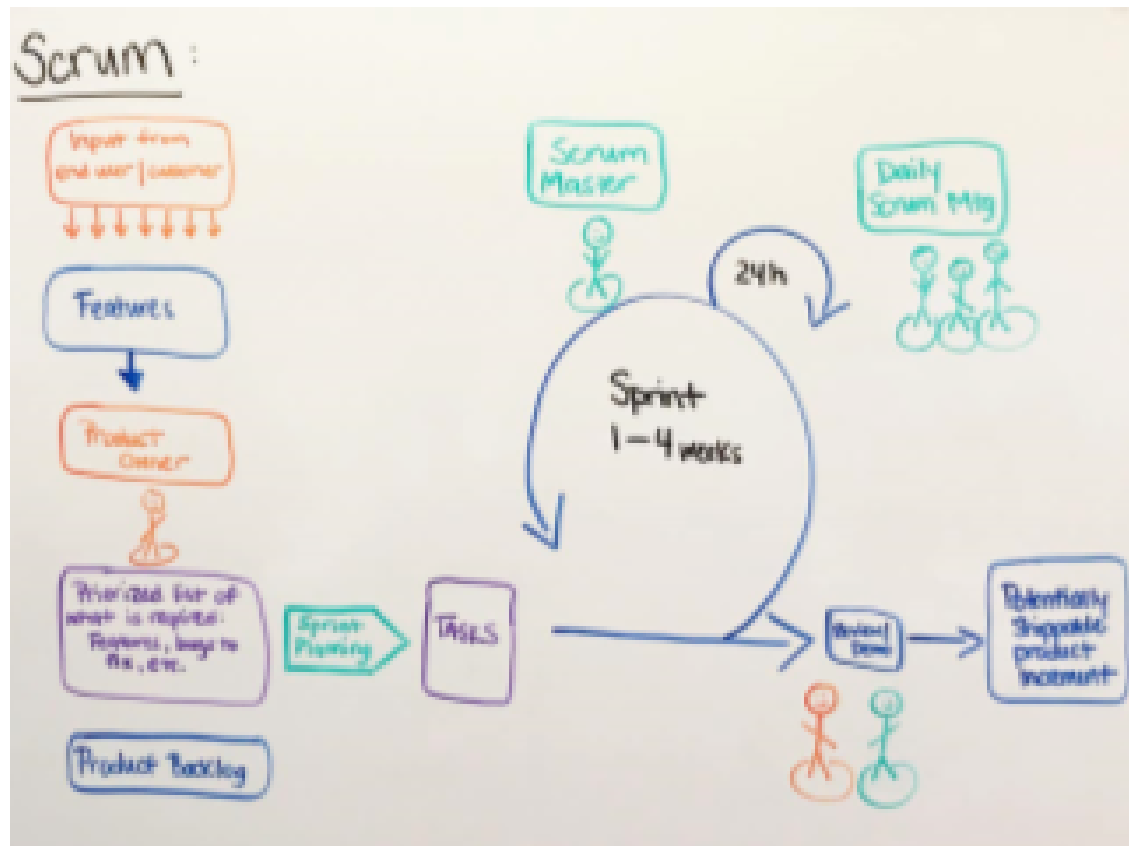 Scrum:
Input from
end user/customer
Features
Product
Owner
Priorized list of
what is required.
Features, bugs to
fix, etc.
Product Backlog
Sprint
Planning
TASKS
Scrum
Master
Daily
Scrum Mtg
24h
Sprint
1-4 weeks
Review/
Demo
Potentially
shippable
product
increment